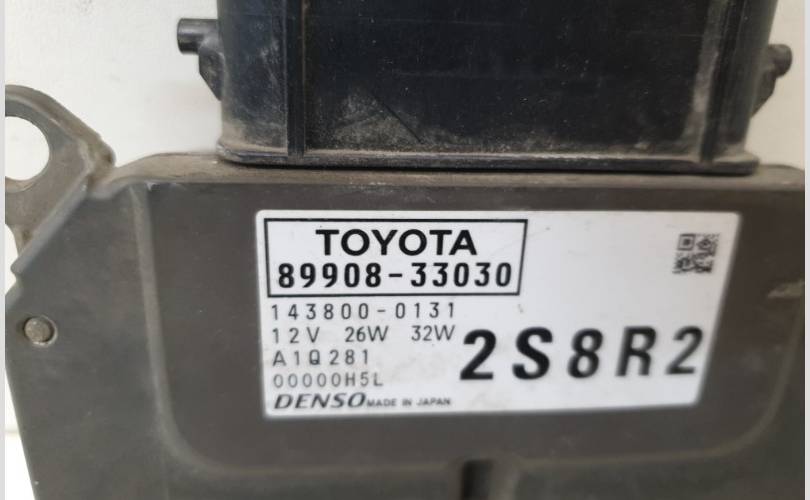 TOYOTA
89908-33030
143800-0131
12V 26W 32W
A1Q281
2S8R2
00000H5L
DENSO MADE IN JAPAN